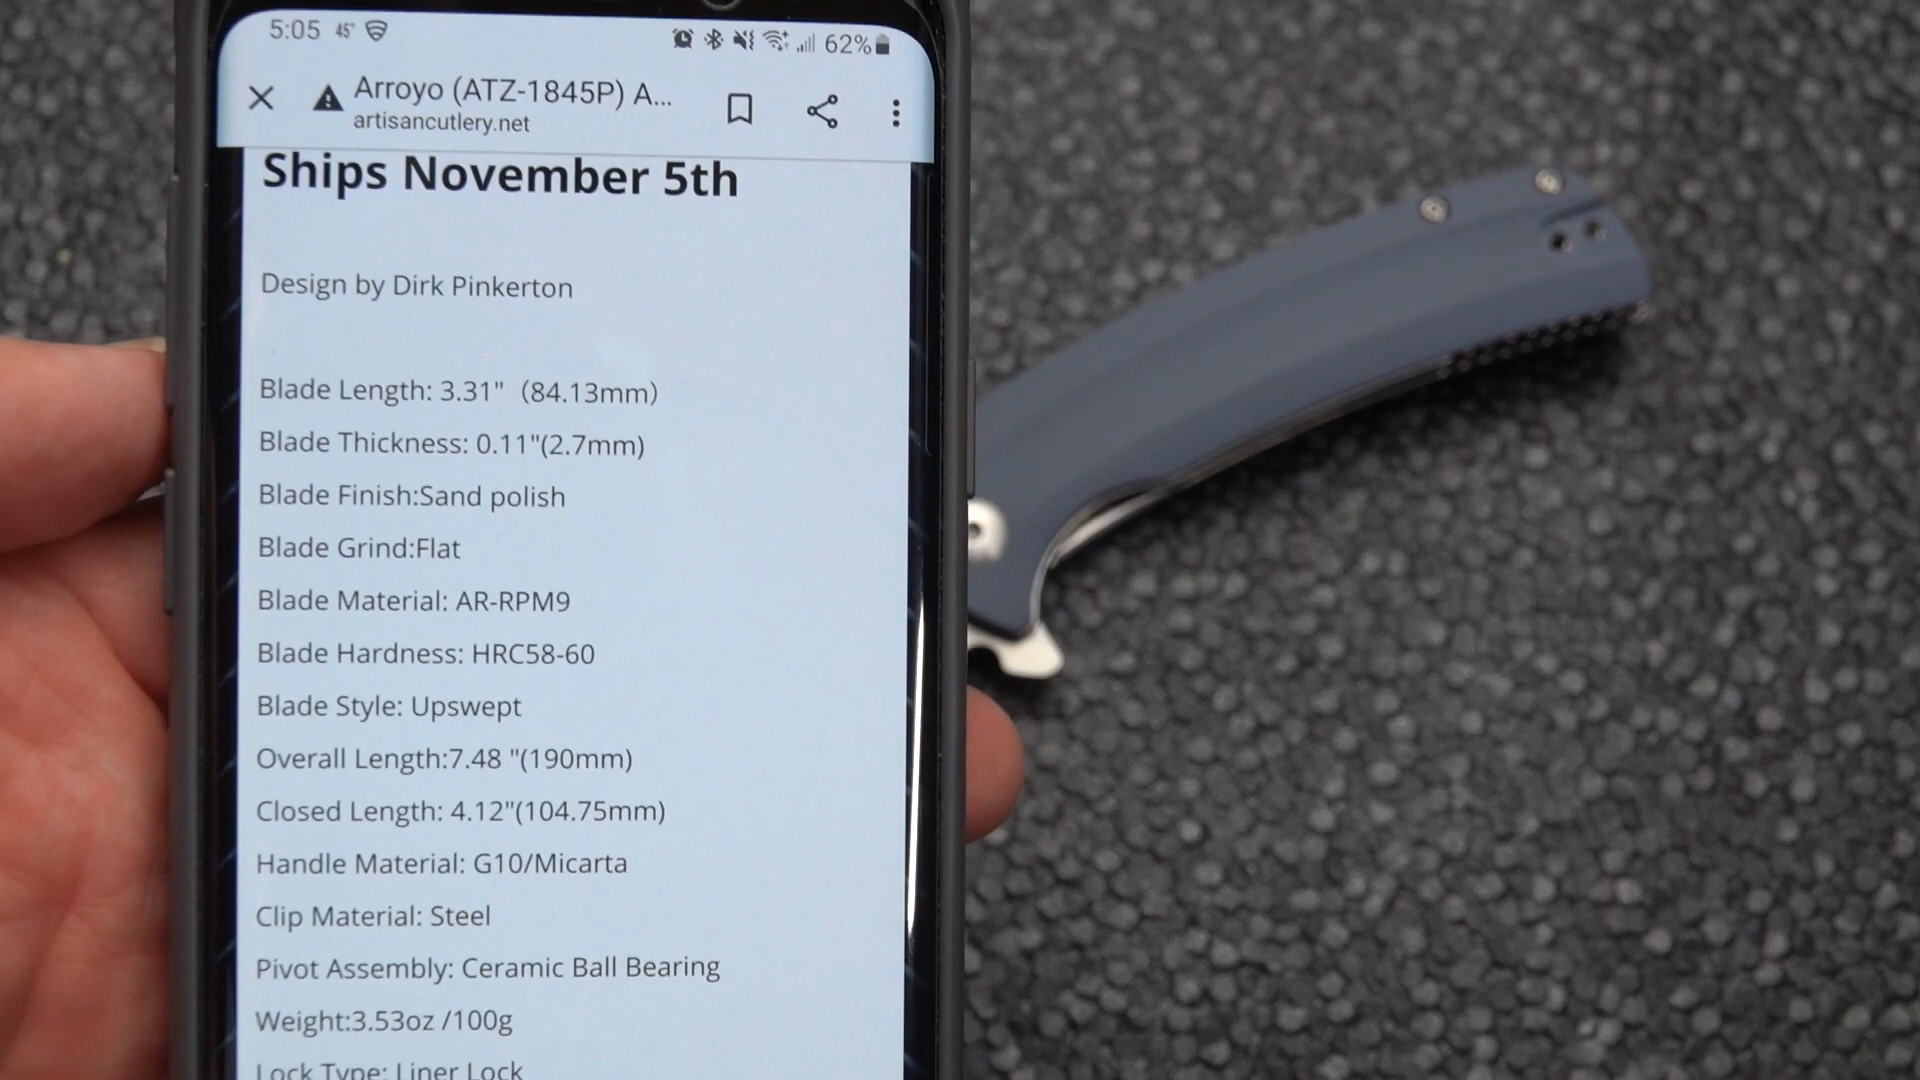 5:05 45° 62%
Arroyo (ATZ-1845P) A...
artisancutlery.net
Ships November 5th
Design by Dirk Pinkerton
Blade Length: 3.31" (84.13mm)
Blade Thickness: 0.11"(2.7mm)
Blade Finish:Sand polish
Blade Grind:Flat
Blade Material: AR-RPM9
Blade Hardness: HRC58-60
Blade Style: Upswept
Overall Length:7.48 "(190mm)
Closed Length: 4.12"(104.75mm)
Handle Material: G10/Micarta
Clip Material: Steel
Pivot Assembly: Ceramic Ball Bearing
Weight:3.53oz /100g
Lock Type: Liner Lock